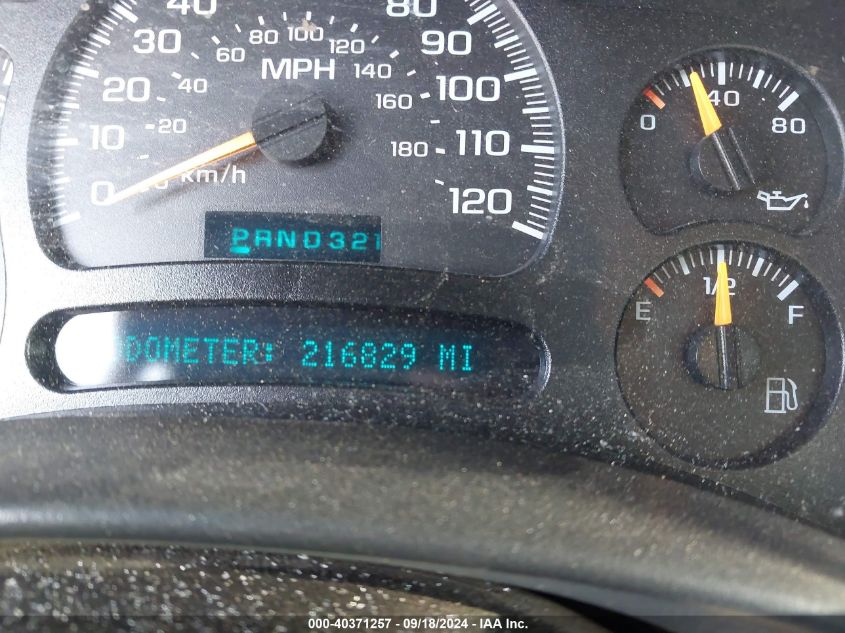 40 80
30 80 100 120 90
60 MPH 140
20 40 160 100
10 20 180 110
0 km/h 120
PRND321
DOMETER: 216829 MI
0 40 80
E 1/2 F
000-40371257 - 09/18/2024 - IAA, Inc.